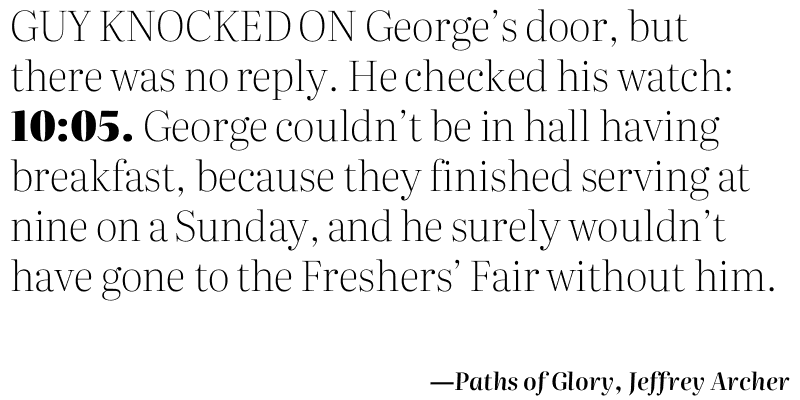 GUY KNOCKED ON George’s door, but
there was no reply. He checked his watch:
10:05. George couldn’t be in hall having
breakfast, because they finished serving at
nine on a Sunday, and he surely wouldn’t
have gone to the Freshers’ Fair without him.
—Paths of Glory, Jeffrey Archer